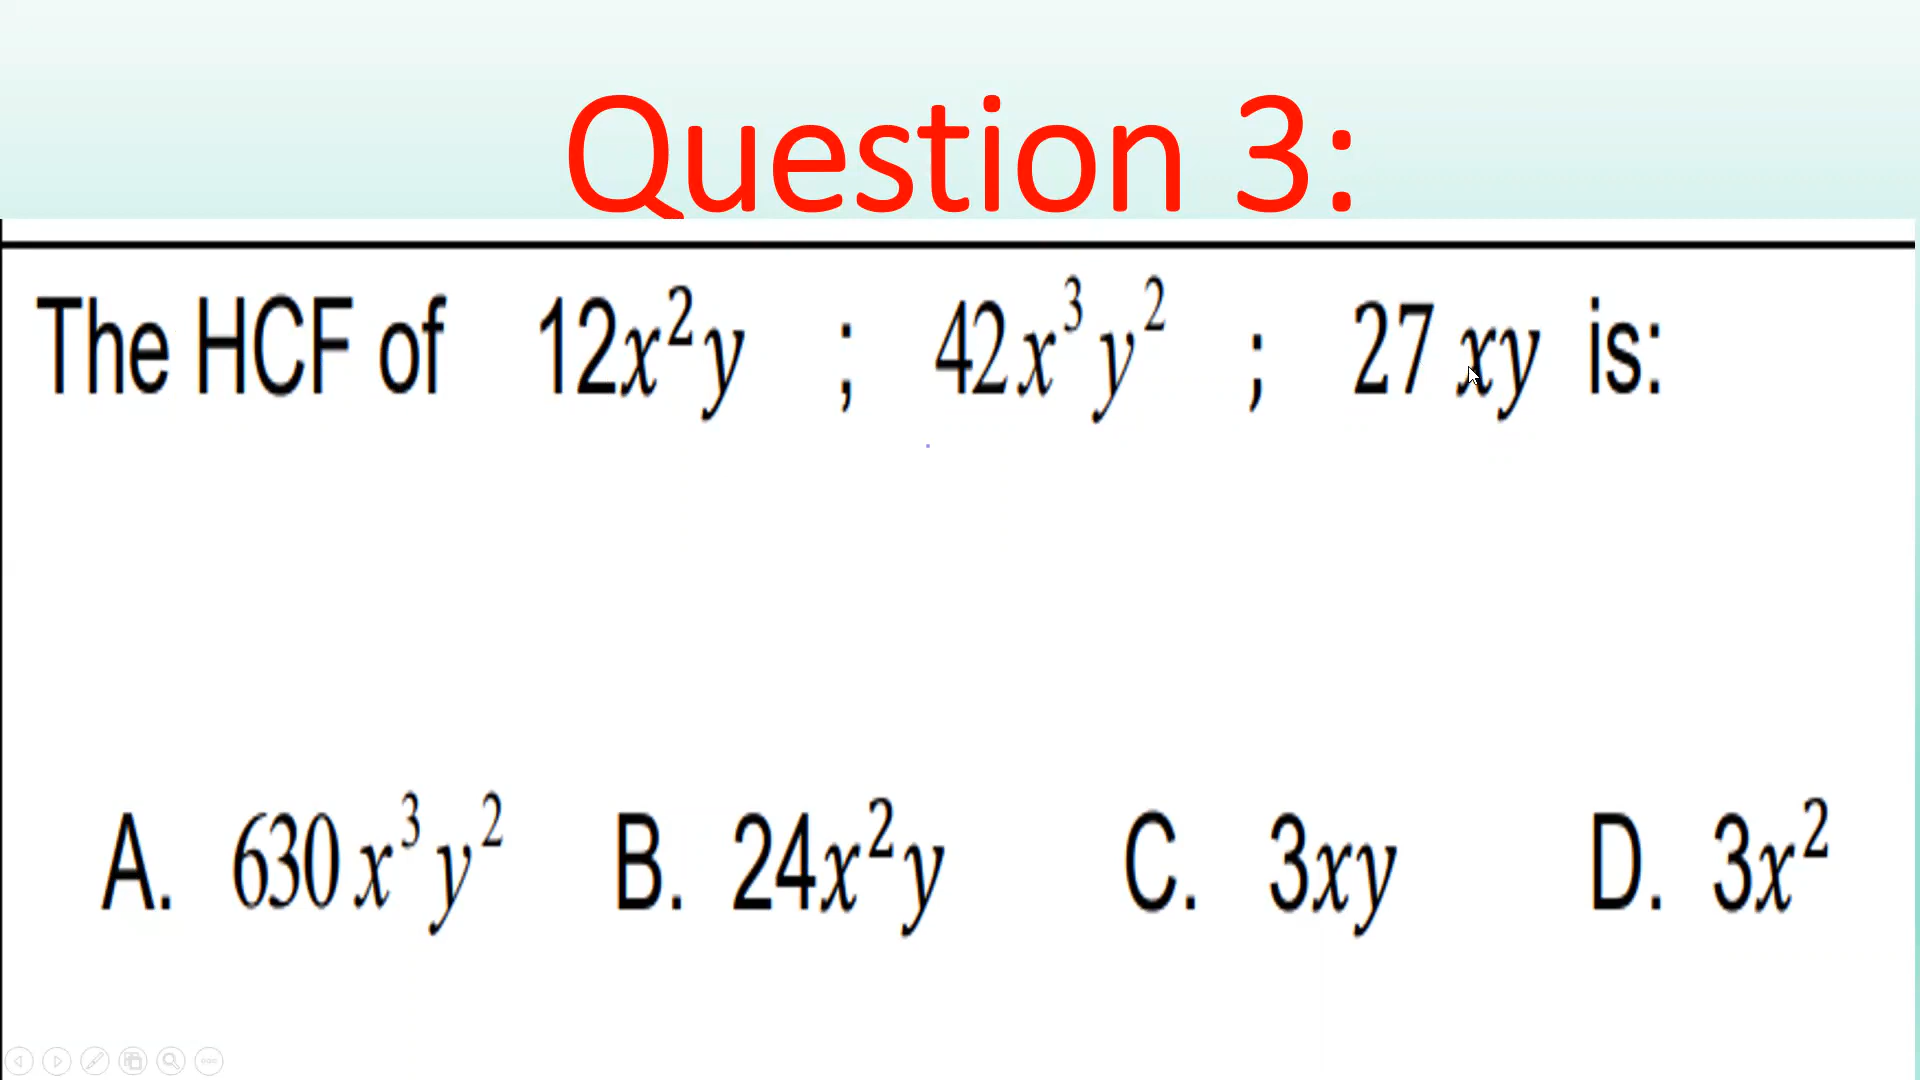 Question 3:
The HCF of 12x²y ; 42x³y² ; 27xy is:
A. 630x³y² B. 24x²y C. 3xy D. 3x²